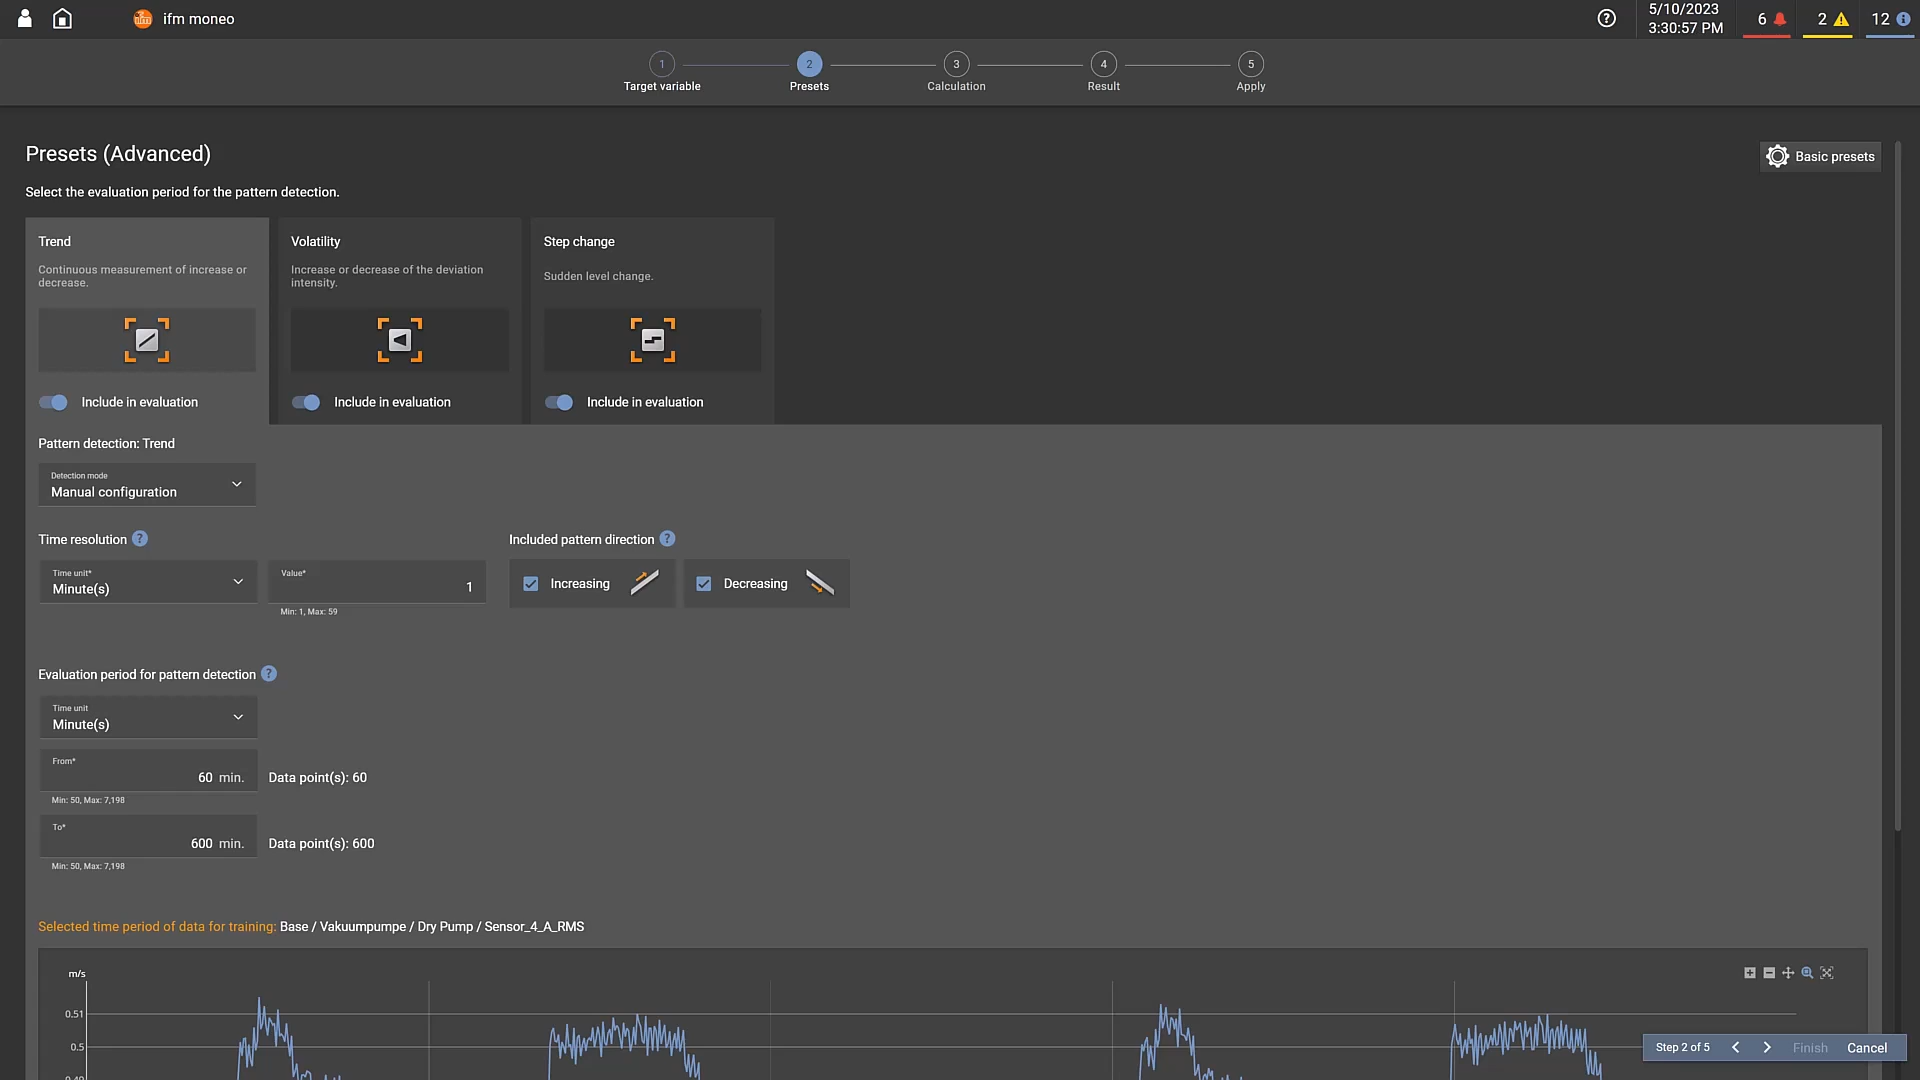 ifm moneo
5/10/2023
3:30:57 PM
6
2
12
1
2
3
4
5
Target variable
Presets
Calculation
Result
Apply
Presets (Advanced)
Basic presets
Select the evaluation period for the pattern detection.
Trend
Continuous measurement of increase or
decrease.
Include in evaluation
Volatility
Increase or decrease of the deviation
intensity.
Include in evaluation
Step change
Sudden level change.
Include in evaluation
Pattern detection: Trend
Detection mode
Manual configuration
Time resolution ?
Time unit*
Minute(s)
Value*
1
Min: 1, Max: 59
Included pattern direction ?
Increasing
Decreasing
Evaluation period for pattern detection ?
Time unit
Minute(s)
From*
60 min.
Data point(s): 60
Min: 50, Max: 7,198
To*
600 min.
Data point(s): 600
Min: 50, Max: 7,198
Selected time period of data for training: Base / Vakuumpumpe / Dry Pump / Sensor_4_A_RMS
m/s
0.51
0.5
Step 2 of 5
Finish
Cancel